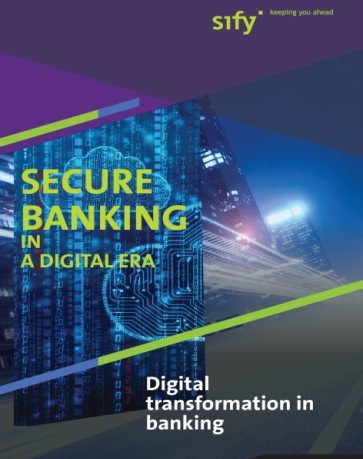 sify
keeping you ahead
SECURE
BANKING
IN
A DIGITAL ERA
Digital
transformation in
banking